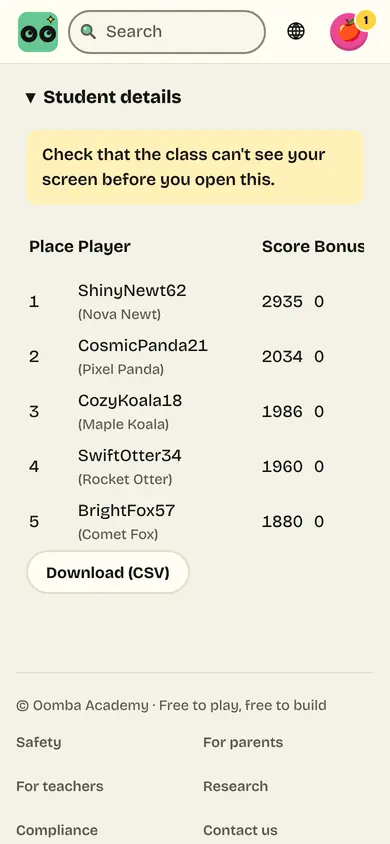 Search
1
▼ Student details
Check that the class can't see your
screen before you open this.
Place Player Score Bonus
ShinyNewt62
1 2935 0
(Nova Newt)
CosmicPanda21
2 2034 0
(Pixel Panda)
CozyKoala18
3 1986 0
(Maple Koala)
SwiftOtter34
4 1960 0
(Rocket Otter)
BrightFox57
5 1880 0
(Comet Fox)
Download (CSV)
© Oomba Academy · Free to play, free to build
Safety For parents
For teachers Research
Compliance Contact us